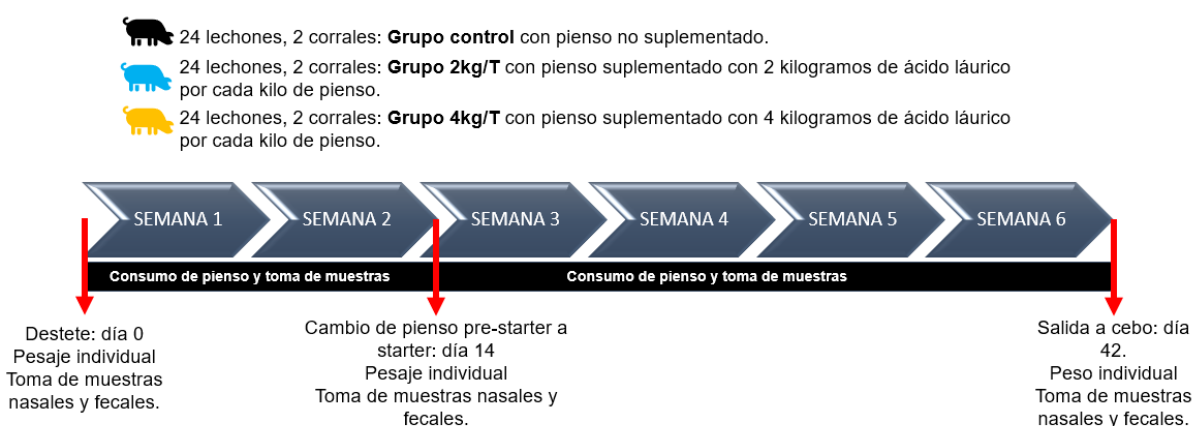 24 lechones, 2 corrales: Grupo control con pienso no suplementado.
24 lechones, 2 corrales: Grupo 2kg/T con pienso suplementado con 2 kilogramos de ácido láurico
por cada kilo de pienso.
24 lechones, 2 corrales: Grupo 4kg/T con pienso suplementado con 4 kilogramos de ácido láurico
por cada kilo de pienso.
SEMANA 1
SEMANA 2
SEMANA 3
SEMANA 4
SEMANA 5
SEMANA 6
Consumo de pienso y toma de muestras
Consumo de pienso y toma de muestras
Destete: día 0
Pesaje individual
Toma de muestras
nasales y fecales.
Cambio de pienso pre-starter a
starter: día 14
Pesaje individual
Toma de muestras nasales y
fecales.
Salida a cebo: día
42.
Peso individual
Toma de muestras
nasales y fecales.